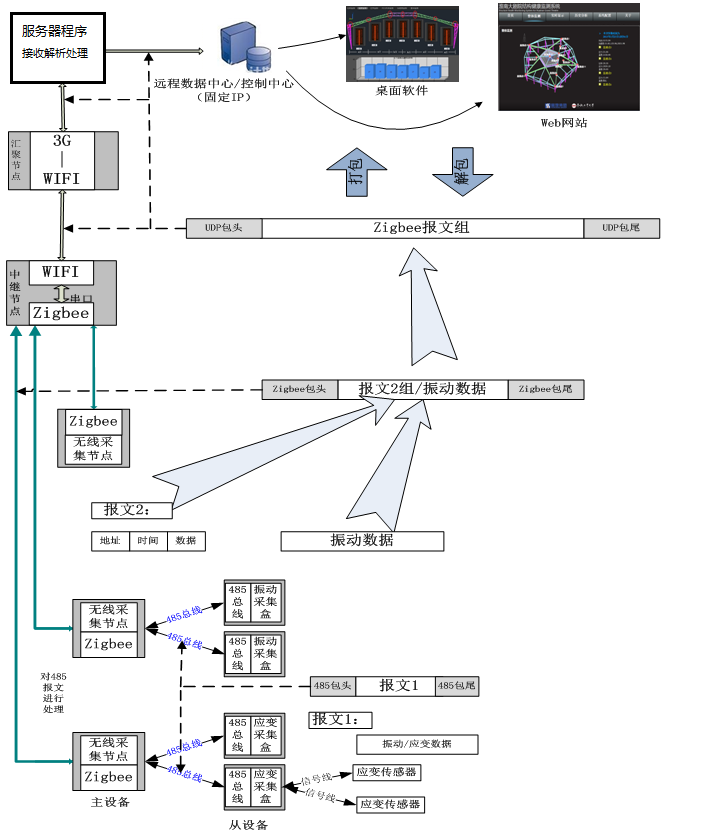 服务器程序
接收解析处理
远程数据中心/控制中心
（固定IP）
桌面软件
Web网站
汇聚节点
3G
WIFI
打包
解包
UDP包头
Zigbee报文组
UDP包尾
中继节点
WIFI
串口
Zigbee
Zigbee包头
报文2组/振动数据
Zigbee包尾
Zigbee
无线采
集节点
报文2：
地址
时间
数据
振动数据
无线采
集节点
Zigbee
485总线
485总线
485
总
线
振动
采集
盒
485
总
线
振动
采集
盒
对485
报文
进行
处理
485包头
报文1
485包尾
报文1：
振动/应变数据
无线采
集节点
Zigbee
485总线
485总线
485
总
线
应变
采集
盒
485
总
线
应变
采集
盒
信号线
信号线
应变传感器
应变传感器
主设备
从设备